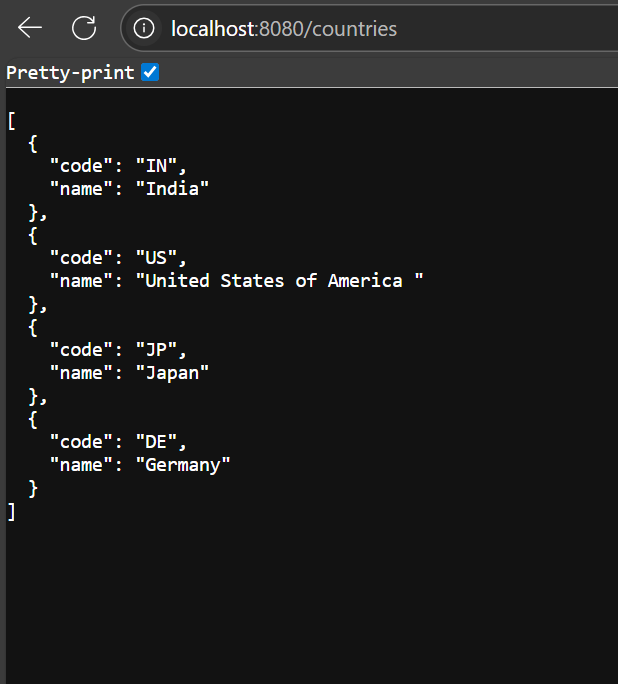 localhost:8080/countries
Pretty-print
[
  {
    "code": "IN",
    "name": "India"
  },
  {
    "code": "US",
    "name": "United States of America "
  },
  {
    "code": "JP",
    "name": "Japan"
  },
  {
    "code": "DE",
    "name": "Germany"
  }
]